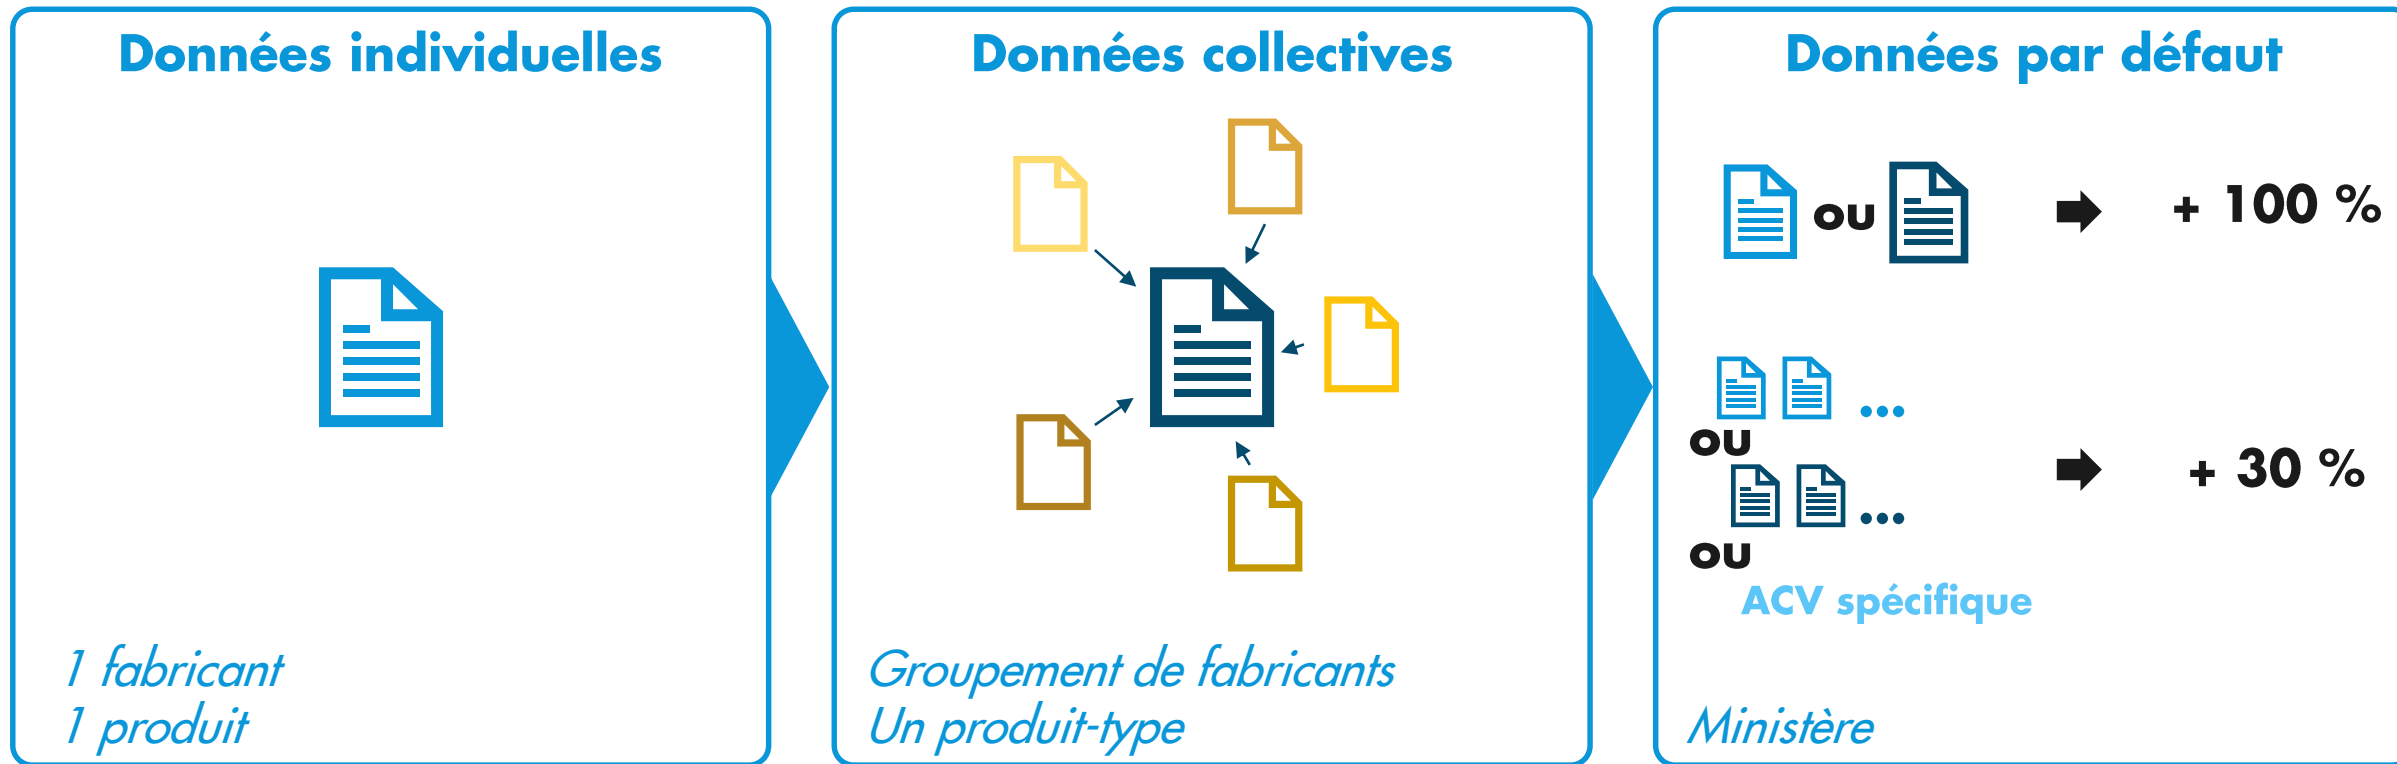 Données individuelles
1 fabricant
1 produit
Données collectives
Groupement de fabricants
Un produit-type
Données par défaut
ou
+ 100 %
...
ou
...
+ 30 %
ou
ACV spécifique
Ministère